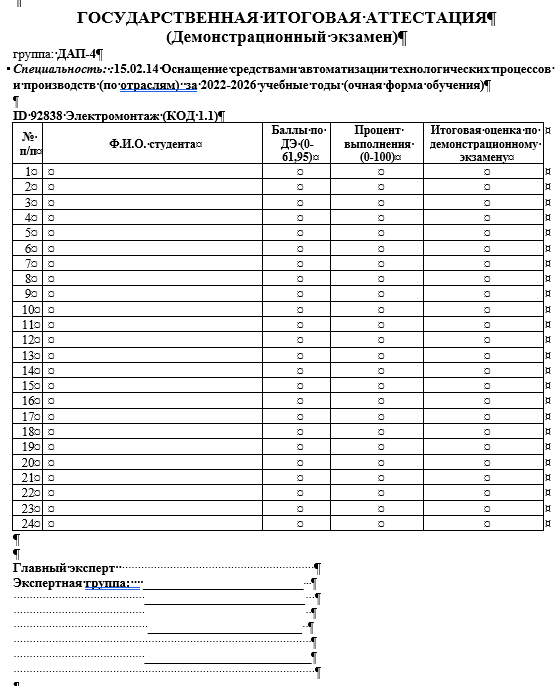 ГОСУДАРСТВЕННАЯ ИТОГОВАЯ АТТЕСТАЦИЯ¶
(Демонстрационный экзамен)¶
группа: ДАП-4¶
Специальность: 15.02.14 Оснащение средствами автоматизации технологических процессов
и производств (по отраслям) за 2022-2026 учебные годы (очная форма обучения)¶
¶
ID 92838 Электромонтаж (КОД 1.1)¶
№ п/п¤ Ф.И.О. студента¤ Баллы по ДЭ (0-61,95)¤ Процент выполнения (0-100)¤ Итоговая оценка по демонстрационному экзамену¤ ¤
1¤ ¤ ¤ ¤ ¤ ¤
2¤ ¤ ¤ ¤ ¤ ¤
3¤ ¤ ¤ ¤ ¤ ¤
4¤ ¤ ¤ ¤ ¤ ¤
5¤ ¤ ¤ ¤ ¤ ¤
6¤ ¤ ¤ ¤ ¤ ¤
7¤ ¤ ¤ ¤ ¤ ¤
8¤ ¤ ¤ ¤ ¤ ¤
9¤ ¤ ¤ ¤ ¤ ¤
10¤ ¤ ¤ ¤ ¤ ¤
11¤ ¤ ¤ ¤ ¤ ¤
12¤ ¤ ¤ ¤ ¤ ¤
13¤ ¤ ¤ ¤ ¤ ¤
14¤ ¤ ¤ ¤ ¤ ¤
15¤ ¤ ¤ ¤ ¤ ¤
16¤ ¤ ¤ ¤ ¤ ¤
17¤ ¤ ¤ ¤ ¤ ¤
18¤ ¤ ¤ ¤ ¤ ¤
19¤ ¤ ¤ ¤ ¤ ¤
20¤ ¤ ¤ ¤ ¤ ¤
21¤ ¤ ¤ ¤ ¤ ¤
22¤ ¤ ¤ ¤ ¤ ¤
23¤ ¤ ¤ ¤ ¤ ¤
24¤ ¤ ¤ ¤ ¤ ¤
¶
¶
Главный эксперт ¶
Экспертная группа: ¶
¶
¶
¶
¶
¶
¶